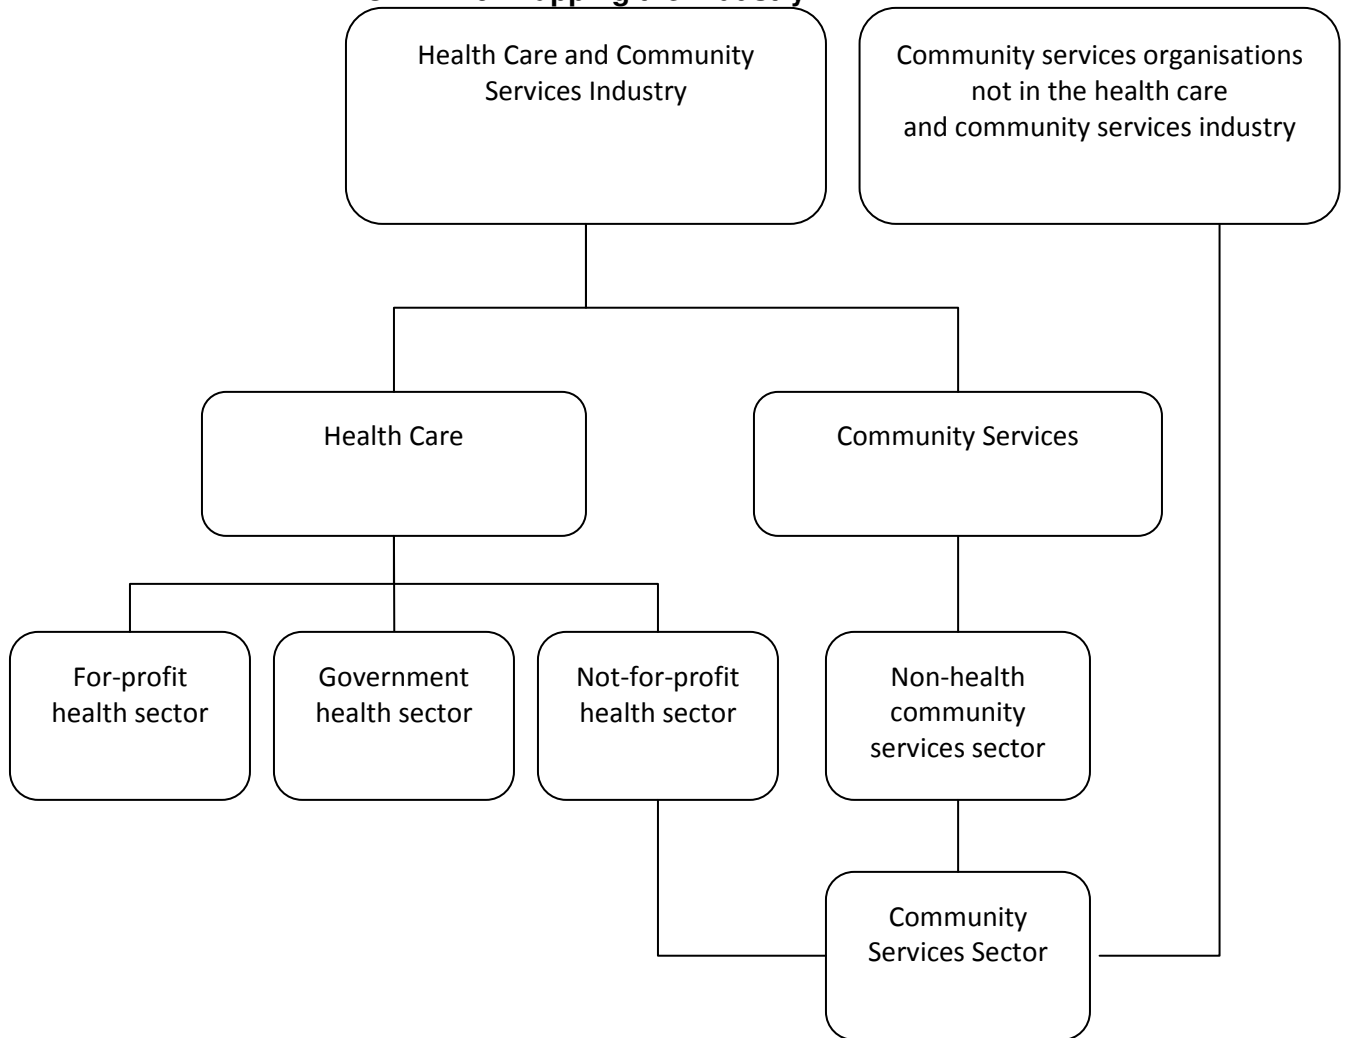 Health Care and Community
Services Industry
Community services organisations
not in the health care
and community services industry
Health Care
Community Services
For-profit
health sector
Government
health sector
Not-for-profit
health sector
Non-health
community
services sector
Community
Services Sector